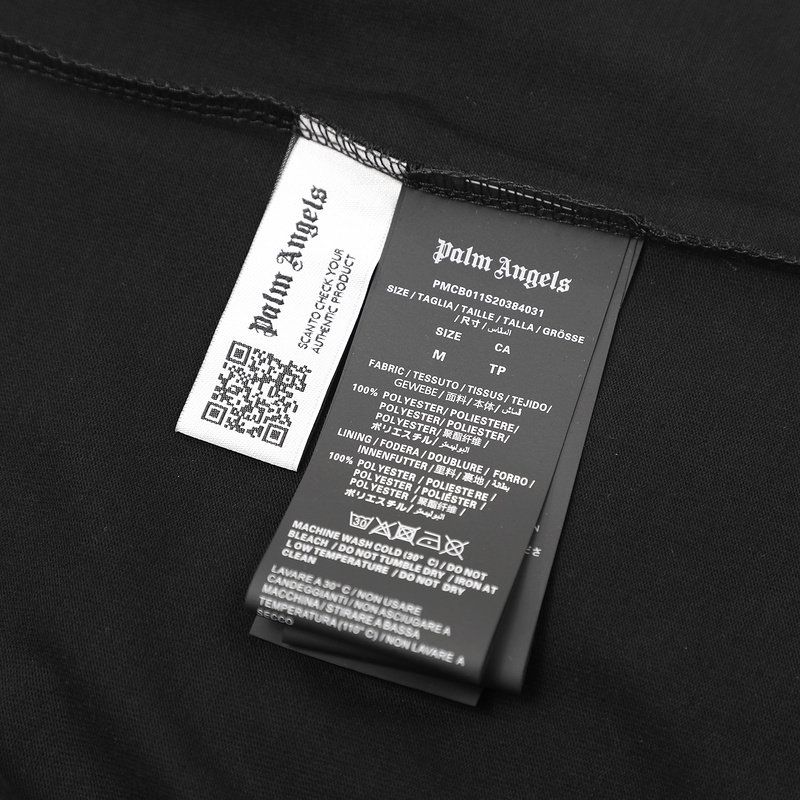 Palm Angels
SCAN TO CHECK YOUR
AUTHENTIC PRODUCT
Palm Angels
PMCB011S20384031
SIZE / TAGLIA / TAILLE / TALLA / GRÖSSE
/ 尺寸 / المقاس
SIZE CA
M TP
FABRIC / TESSUTO / TISSUS / TEJIDO /
GEWEBE / 面料 / 本体 / قماش
100% POLYESTER / POLIESTERE /
POLYESTER / POLIÉSTER /
POLYESTER / 聚酯纤维 /
ポリエステル / البوليستر
LINING / FODERA / DOUBLURE / FORRO /
INNENFUTTER / 里料 / 裏地 / بطانة
100% POLYESTER / POLIESTERE /
POLYESTER / POLIÉSTER /
POLYESTER / 聚酯纤维 /
ポリエステル / البوليستر
30
MACHINE WASH COLD (30° C) / DO NOT
BLEACH / DO NOT TUMBLE DRY / IRON AT
LOW TEMPERATURE / DO NOT DRY
CLEAN
LAVARE A 30° C / NON USARE
CANDEGGIANTI / NON ASCIUGARE A
MACCHINA / STIRARE A BASSA
TEMPERATURA (110° C) / NON LAVARE A
SECCO